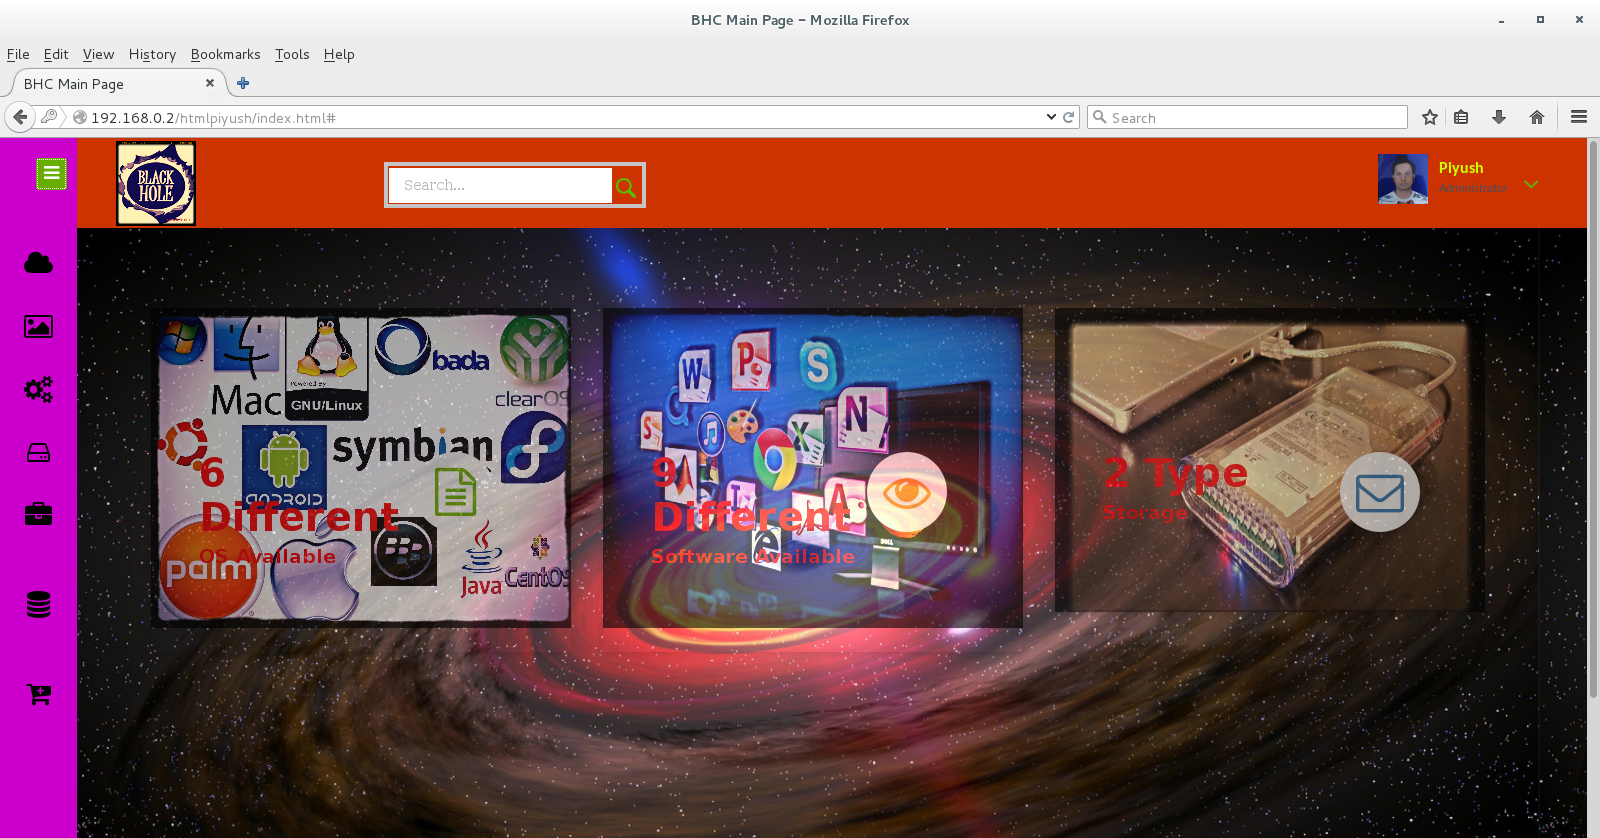 BHC Main Page – Mozilla Firefox
File Edit View History Bookmarks Tools Help
BHC Main Page
192.168.0.2/htmlpiyush/index.html#
Search
BLACK
HOLE
Search...
Piyush
Administrator
bada
Mac
Powered By
GNU/Linux
clearOS
symbian
ANDROID
6
Different
OS Available
palm
Java
CentOS
W
P
S
N
S
X
T
A
DELL
9
Different
Software Available
2 Type
Storage